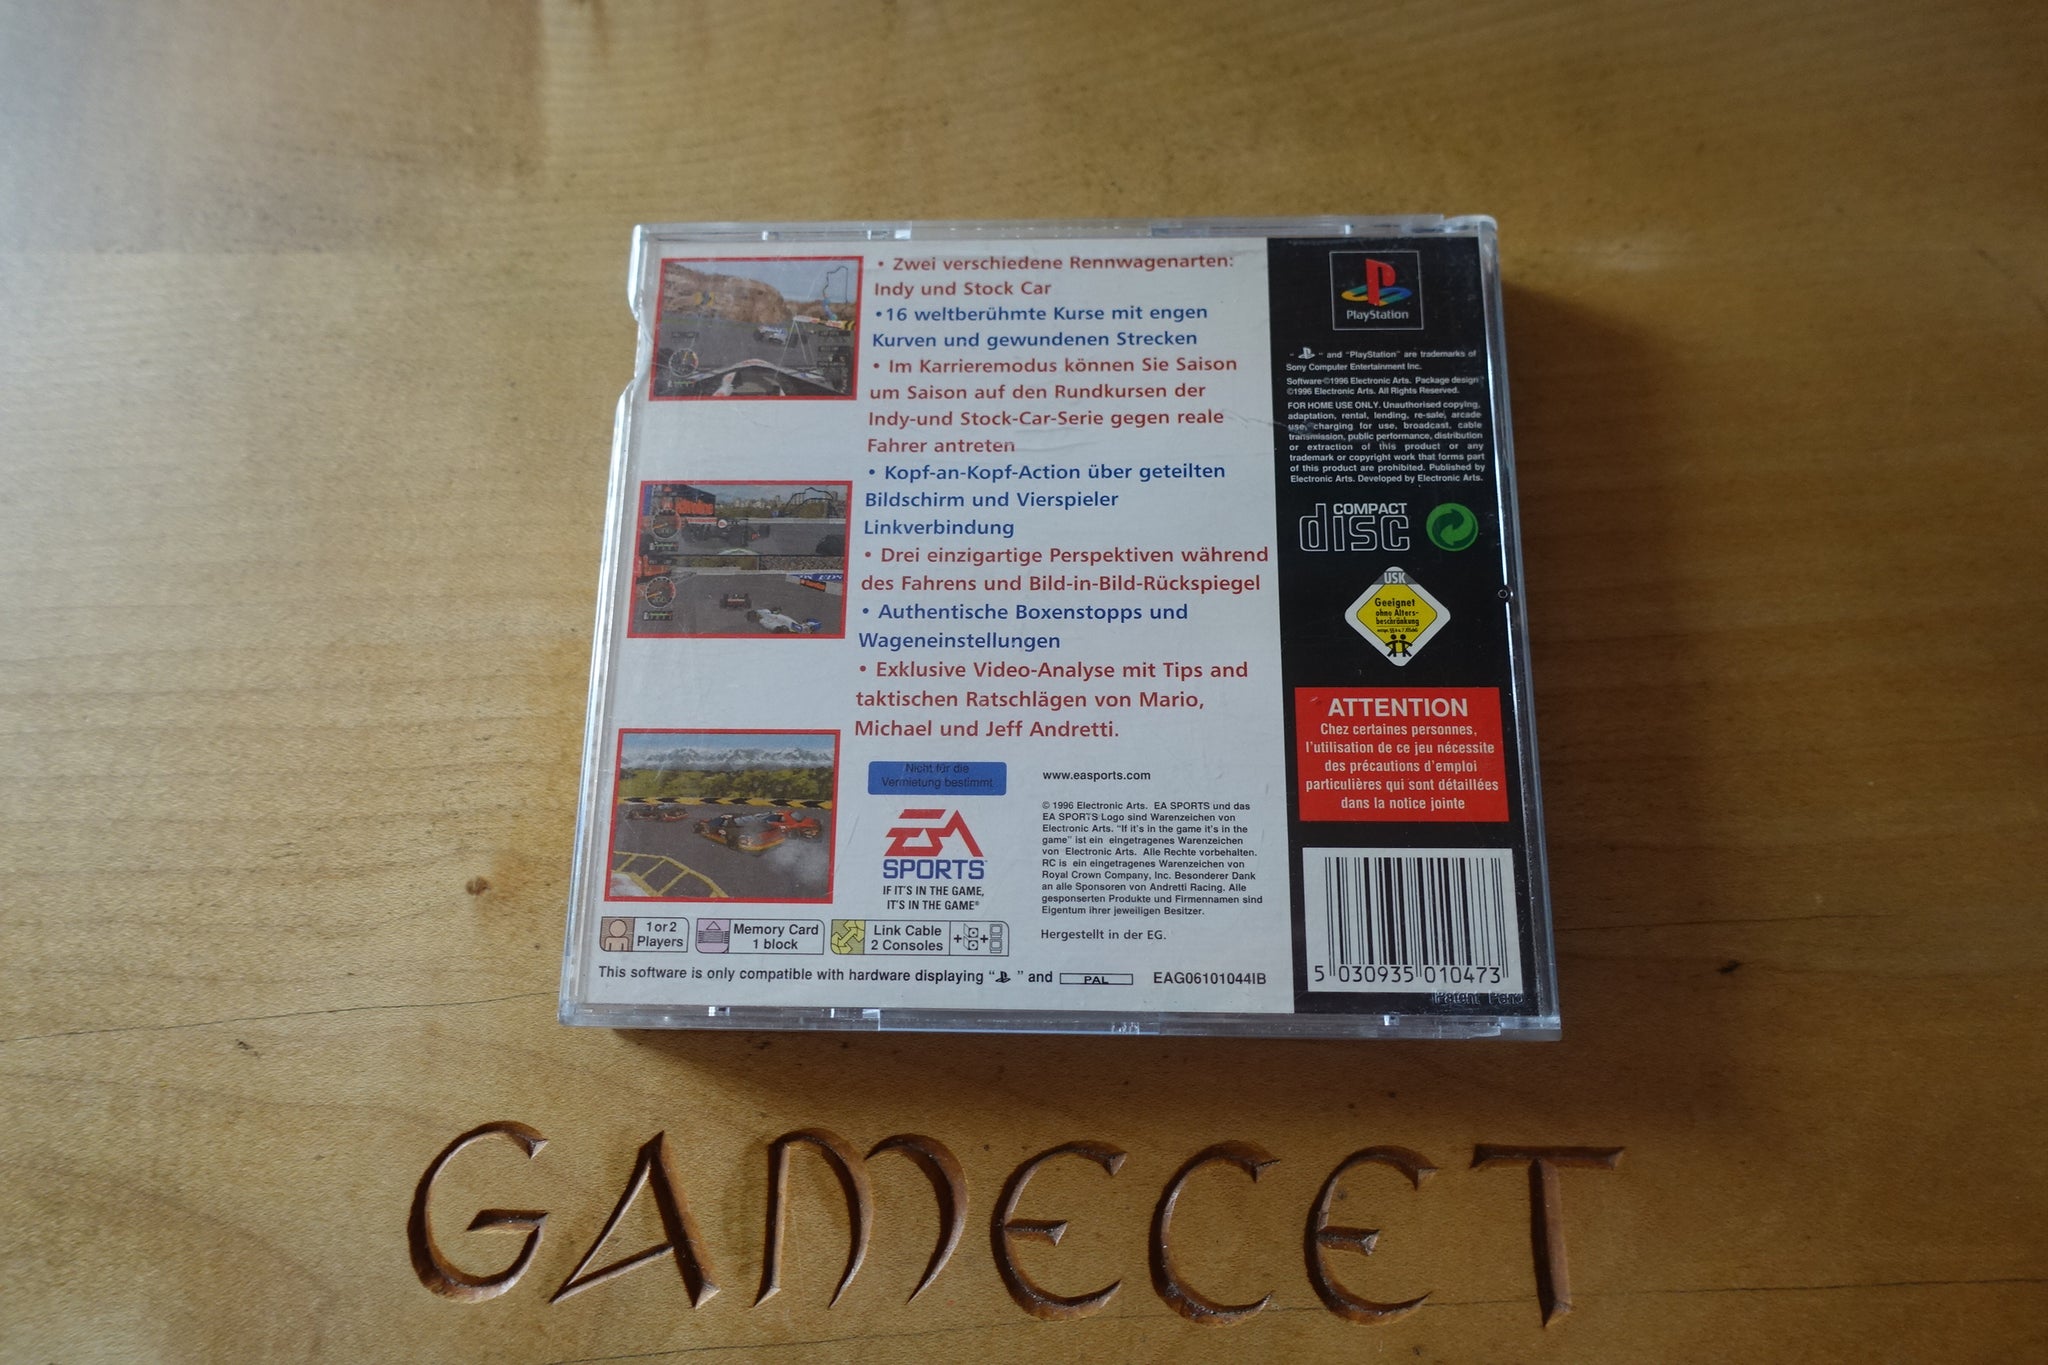 • Zwei verschiedene Rennwagenarten:
Indy und Stock Car
•16 weltberühmte Kurse mit engen
Kurven und gewundenen Strecken
• Im Karrieremodus können Sie Saison
um Saison auf den Rundkursen der
Indy-und Stock-Car-Serie gegen reale
Fahrer antreten
• Kopf-an-Kopf-Action über geteilten
Bildschirm und Vierspieler
Linkverbindung
• Drei einzigartige Perspektiven während
des Fahrens und Bild-in-Bild-Rückspiegel
• Authentische Boxenstopps und
Wageneinstellungen
• Exklusive Video-Analyse mit Tips and
taktischen Ratschlägen von Mario,
Michael und Jeff Andretti.
Nicht für die
Vermietung bestimmt
EA
SPORTS™
IF IT'S IN THE GAME,
IT'S IN THE GAME®
www.easports.com
© 1996 Electronic Arts. EA SPORTS und das
EA SPORTS Logo sind Warenzeichen von
Electronic Arts. "If it's in the game it's in the
game" ist ein eingetragenes Warenzeichen
von Electronic Arts. Alle Rechte vorbehalten.
RC is ein eingetragenes Warenzeichen von
Royal Crown Company, Inc. Besonderer Dank
an alle Sponsoren von Andretti Racing. Alle
gesponserten Produkte und Firmennamen sind
Eigentum ihrer jeweiligen Besitzer.
Hergestellt in der EG.
1 or 2
Players
Memory Card
1 block
Link Cable
2 Consoles
+ +
This software is only compatible with hardware displaying " " and PAL EAG06101044IB
PlayStation
" " and "PlayStation" are trademarks of
Sony Computer Entertainment Inc.
Software©1996 Electronic Arts. Package design
©1996 Electronic Arts. All Rights Reserved.
FOR HOME USE ONLY. Unauthorised copying,
adaptation, rental, lending, re-sale, arcade
use, charging for use, broadcast, cable
transmission, public performance, distribution
or extraction of this product or any
trademark or copyright work that forms part
of this product are prohibited. Published by
Electronic Arts. Developed by Electronic Arts.
COMPACT
disc
USK
Geeignet
ohne Alters-
beschränkung
ATTENTION
Chez certaines personnes,
l'utilisation de ce jeu nécessite
des précautions d'emploi
particulières qui sont détaillées
dans la notice jointe
5 030935 010473
Patent Pend
Havoline
GAMECET